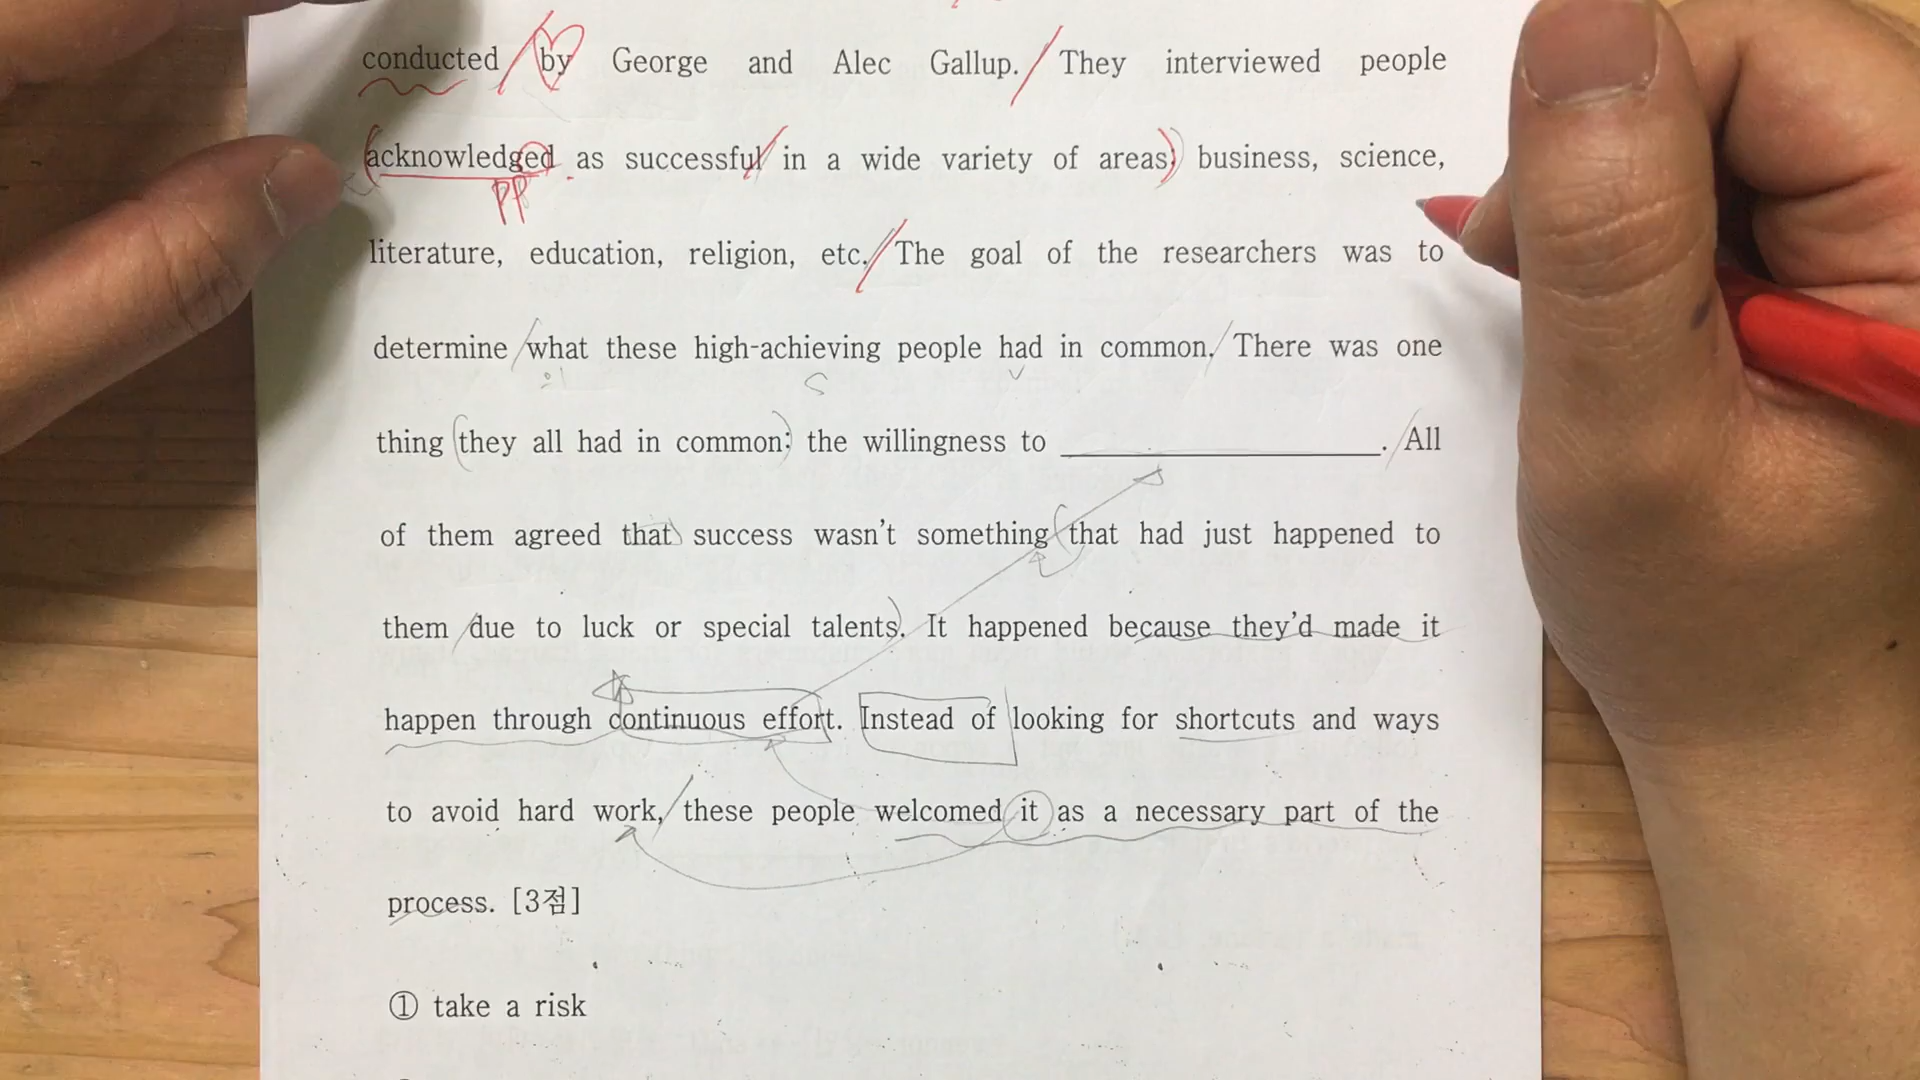 conducted by George and Alec Gallup. They interviewed people
acknowledged as successful in a wide variety of areas: business, science,
PP
literature, education, religion, etc. The goal of the researchers was to
determine what these high-achieving people had in common. There was one
S V
thing they all had in common: the willingness to ____________________. All
of them agreed that success wasn't something that had just happened to
them due to luck or special talents. It happened because they'd made it
happen through continuous effort. Instead of looking for shortcuts and ways
to avoid hard work, these people welcomed it as a necessary part of the
process. [3점]
① take a risk